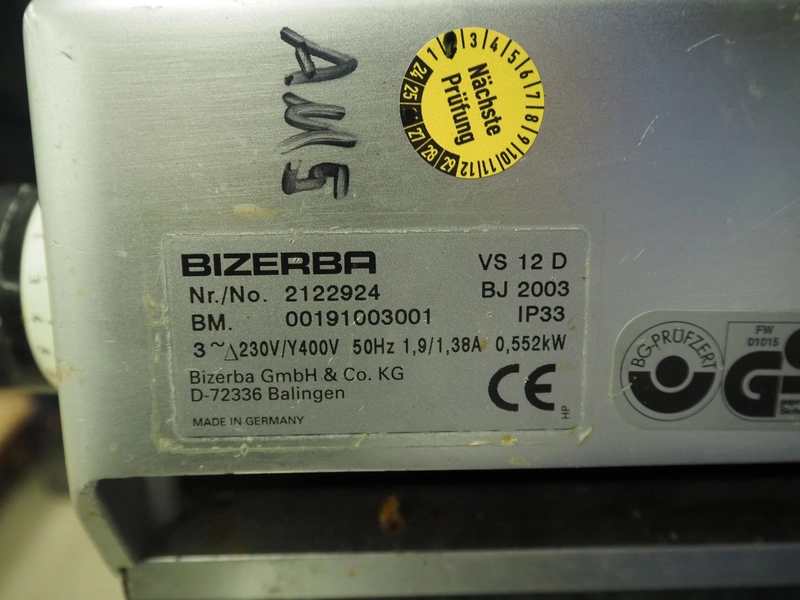 AM5
1 3 4 5 6 7 8 9 10 11 12
24 25 27 28 29
Nächste
Prüfung
BIZERBA VS 12 D
Nr./No. 2122924 BJ 2003
BM. 00191003001 IP33
3~△230V/Y400V 50Hz 1,9/1,38A 0,552kW
Bizerba GmbH & Co. KG
D-72336 Balingen
CE
HP
MADE IN GERMANY
BG-PRÜFZERT
FW
01015